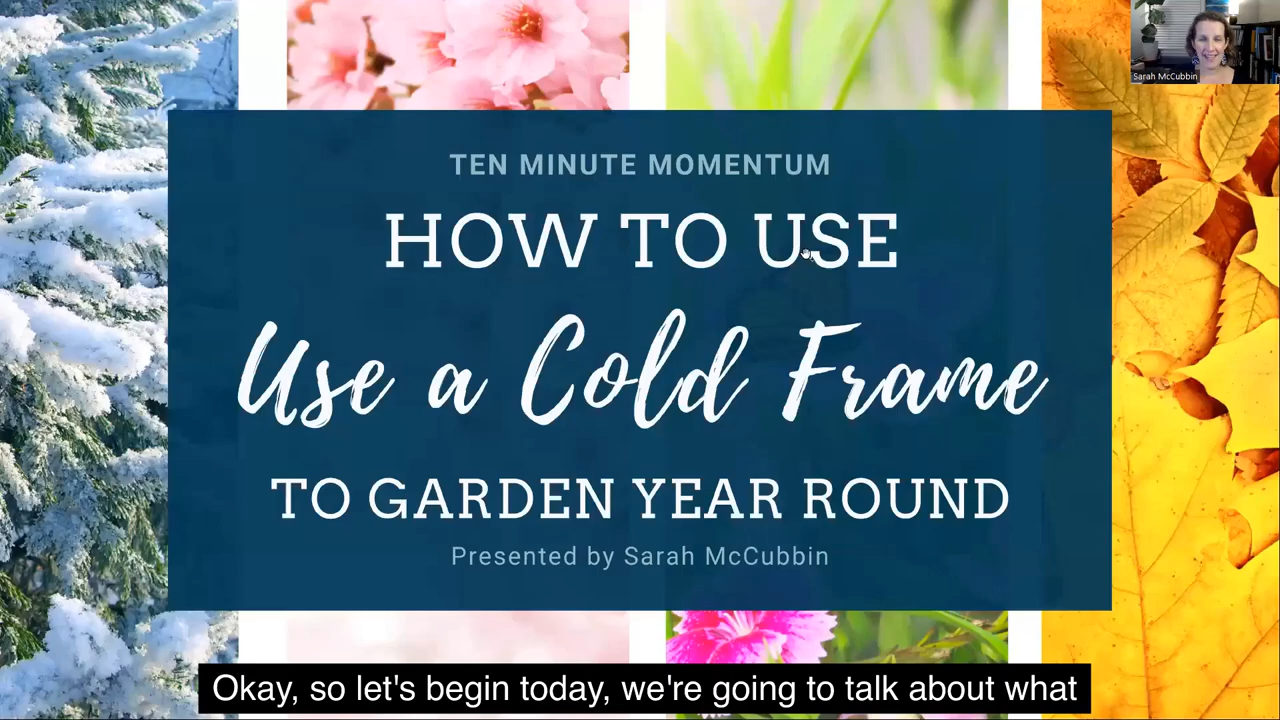 Sarah McCubbin
TEN MINUTE MOMENTUM
HOW TO USE
Use a Cold Frame
TO GARDEN YEAR ROUND
Presented by Sarah McCubbin
Okay, so let's begin today, we're going to talk about what